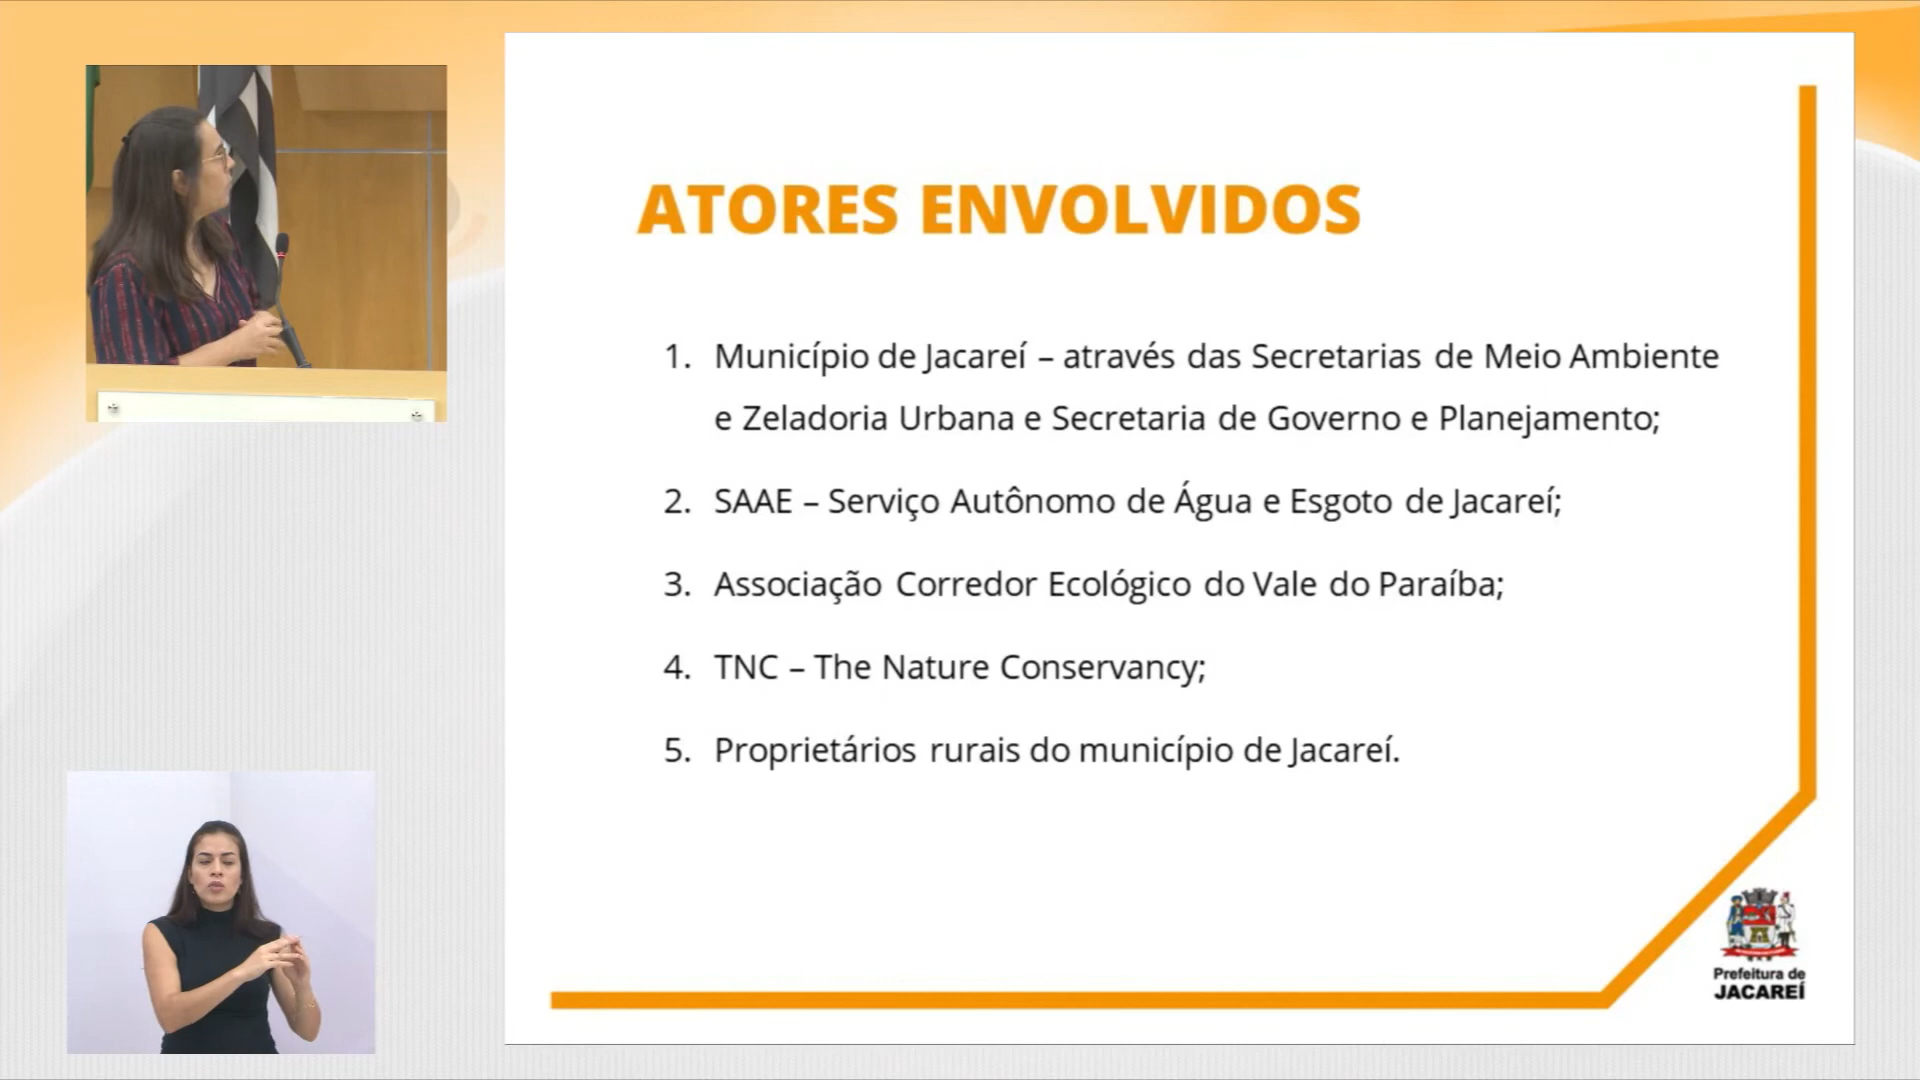 ATORES ENVOLVIDOS
1. Município de Jacareí – através das Secretarias de Meio Ambiente
e Zeladoria Urbana e Secretaria de Governo e Planejamento;
2. SAAE – Serviço Autônomo de Água e Esgoto de Jacareí;
3. Associação Corredor Ecológico do Vale do Paraíba;
4. TNC – The Nature Conservancy;
5. Proprietários rurais do município de Jacareí.
Prefeitura de
JACAREÍ